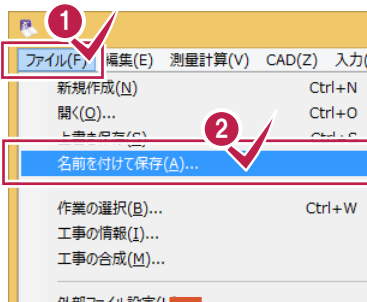 1
ファイル(F) 編集(E) 測量計算(V) CAD(Z) 入力(
新規作成(N) Ctrl+N
開く(O)... Ctrl+O
2
名前を付けて保存(A)...
作業の選択(B)... Ctrl+W
工事の情報(I)...
工事の合成(M)...